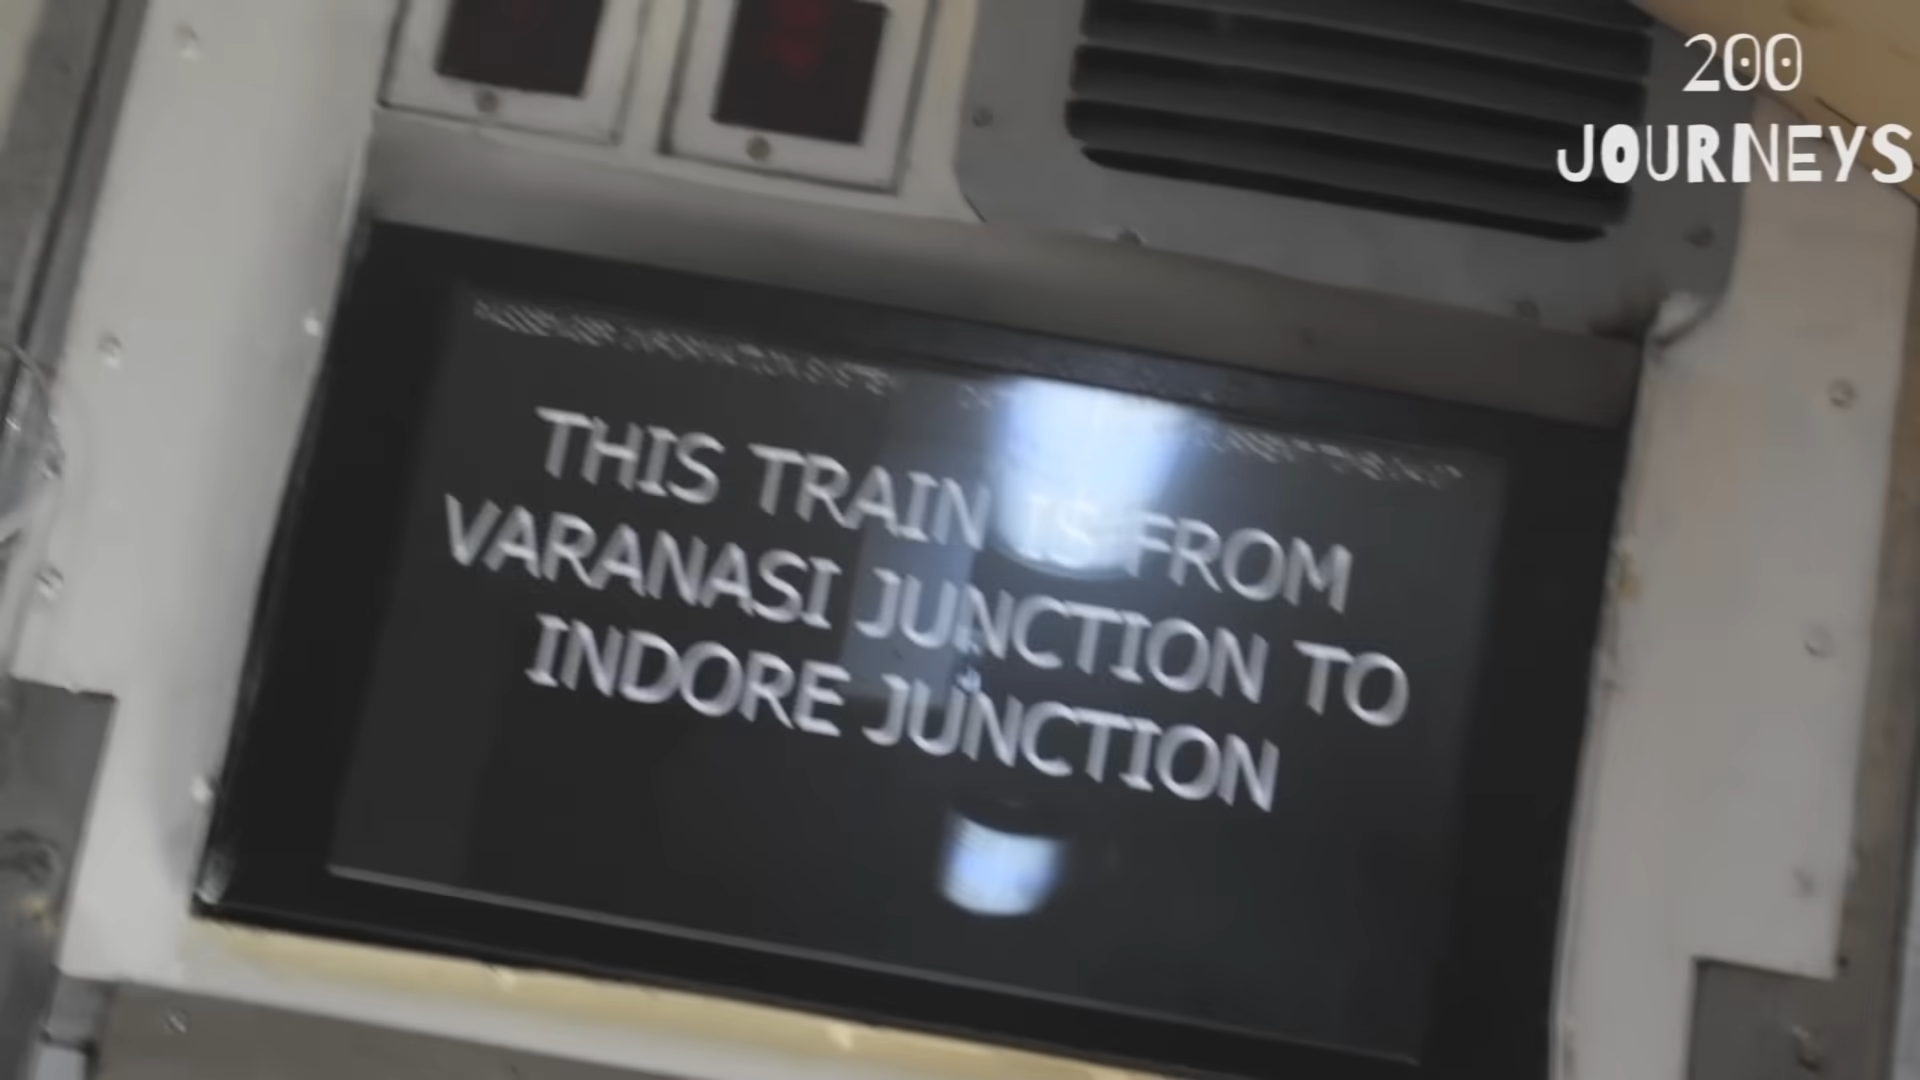 200
JOURNEYS
THIS TRAIN IS FROM
VARANASI JUNCTION TO
INDORE JUNCTION